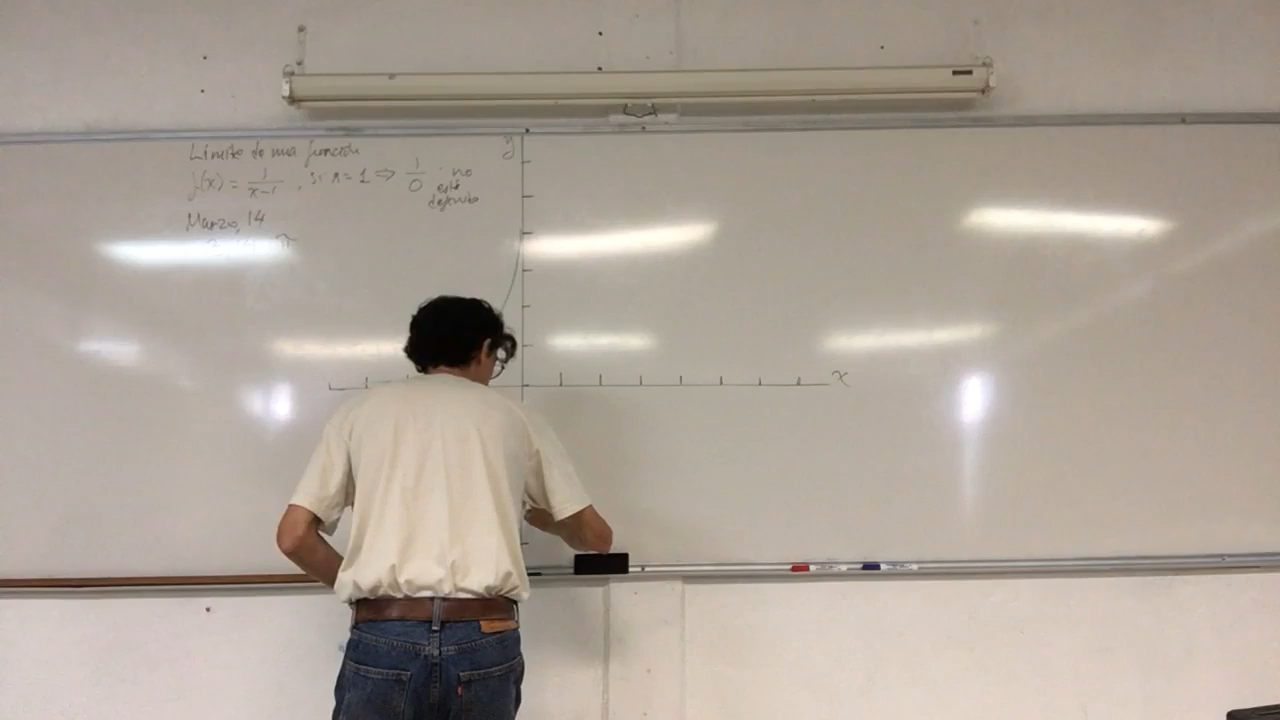 Límite de una función
f(x) = 1/(x-1), si x = 1 ⇒ 1/0 : no
está
definido
Marzo, 14
π
y
x